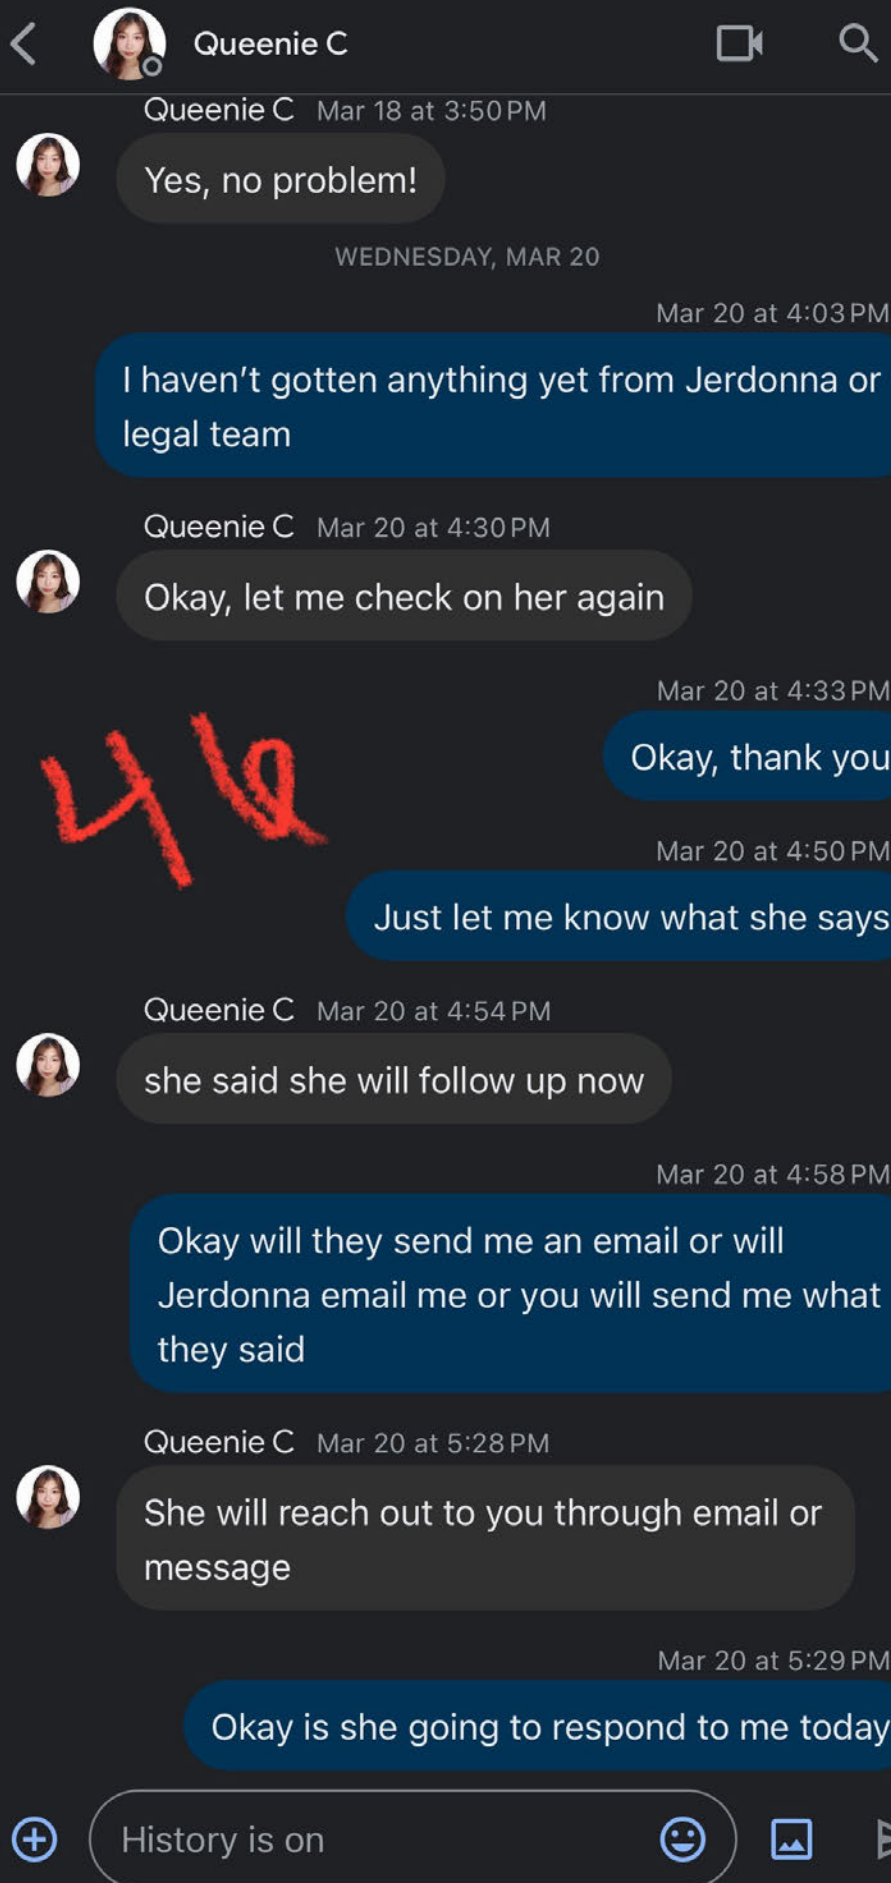 Queenie C
Queenie C Mar 18 at 3:50 PM
Yes, no problem!
WEDNESDAY, MAR 20
Mar 20 at 4:03 PM
I haven't gotten anything yet from Jerdonna or
legal team
Queenie C Mar 20 at 4:30 PM
Okay, let me check on her again
Mar 20 at 4:33 PM
Okay, thank you
46
Mar 20 at 4:50 PM
Just let me know what she says
Queenie C Mar 20 at 4:54 PM
she said she will follow up now
Mar 20 at 4:58 PM
Okay will they send me an email or will
Jerdonna email me or you will send me what
they said
Queenie C Mar 20 at 5:28 PM
She will reach out to you through email or
message
Mar 20 at 5:29 PM
Okay is she going to respond to me today
History is on